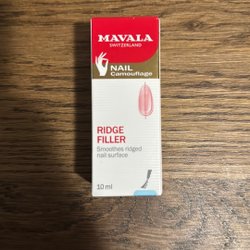 MAVALA
SWITZERLAND
NAIL
Camouflage
RIDGE
FILLER
Smoothes ridged
nail surface
10 ml